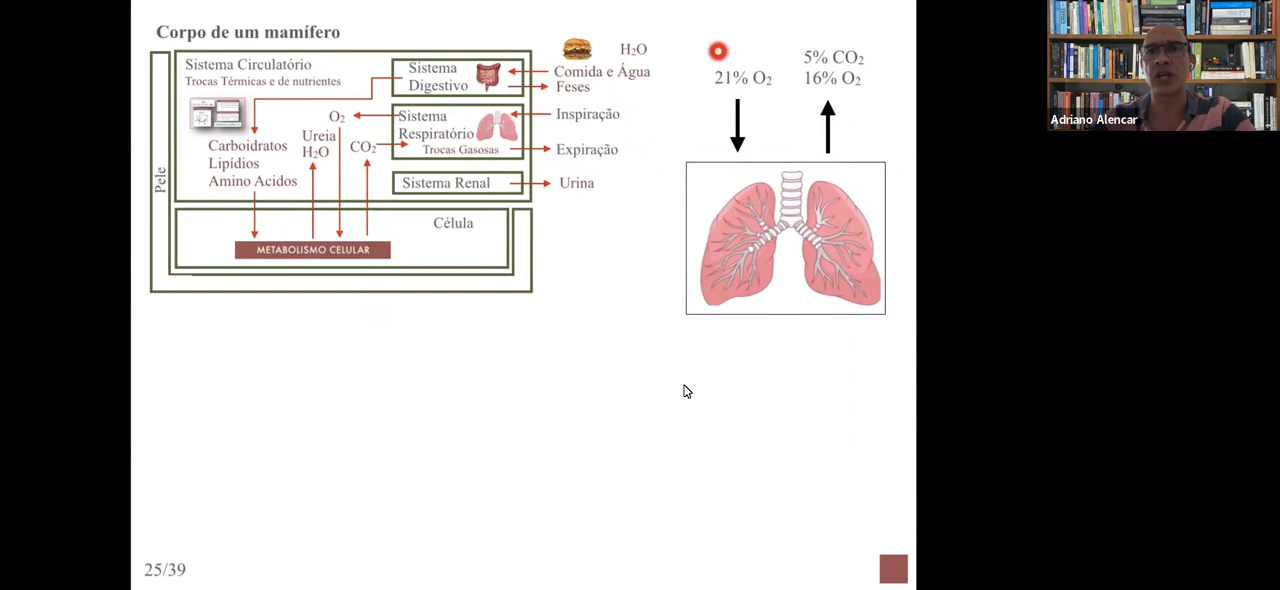 Corpo de um mamífero
Sistema Circulatório
Trocas Térmicas e de nutrientes
Carboidratos
Lipídios
Amino Acidos
Ureia
H₂O
O₂
CO₂
Sistema
Digestivo
Sistema
Respiratório
Trocas Gasosas
Sistema Renal
H₂O
Comida e Água
Feses
Inspiração
Expiração
Urina
Pele
Célula
METABOLISMO CELULAR
21% O₂
5% CO₂
16% O₂
Adriano Alencar
25/39